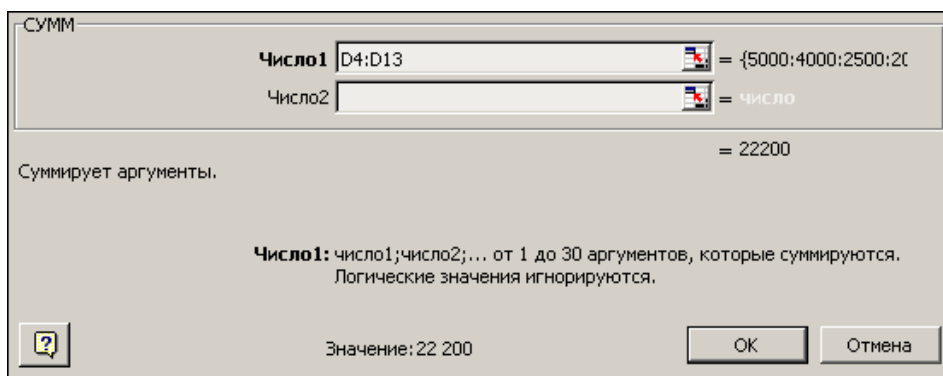 СУММ
Число1 D4:D13 = {5000:4000:2500:20
Число2 = число
= 22200
Суммирует аргументы.
Число1: число1;число2;... от 1 до 30 аргументов, которые суммируются.
Логические значения игнорируются.
? Значение:22 200 OK Отмена